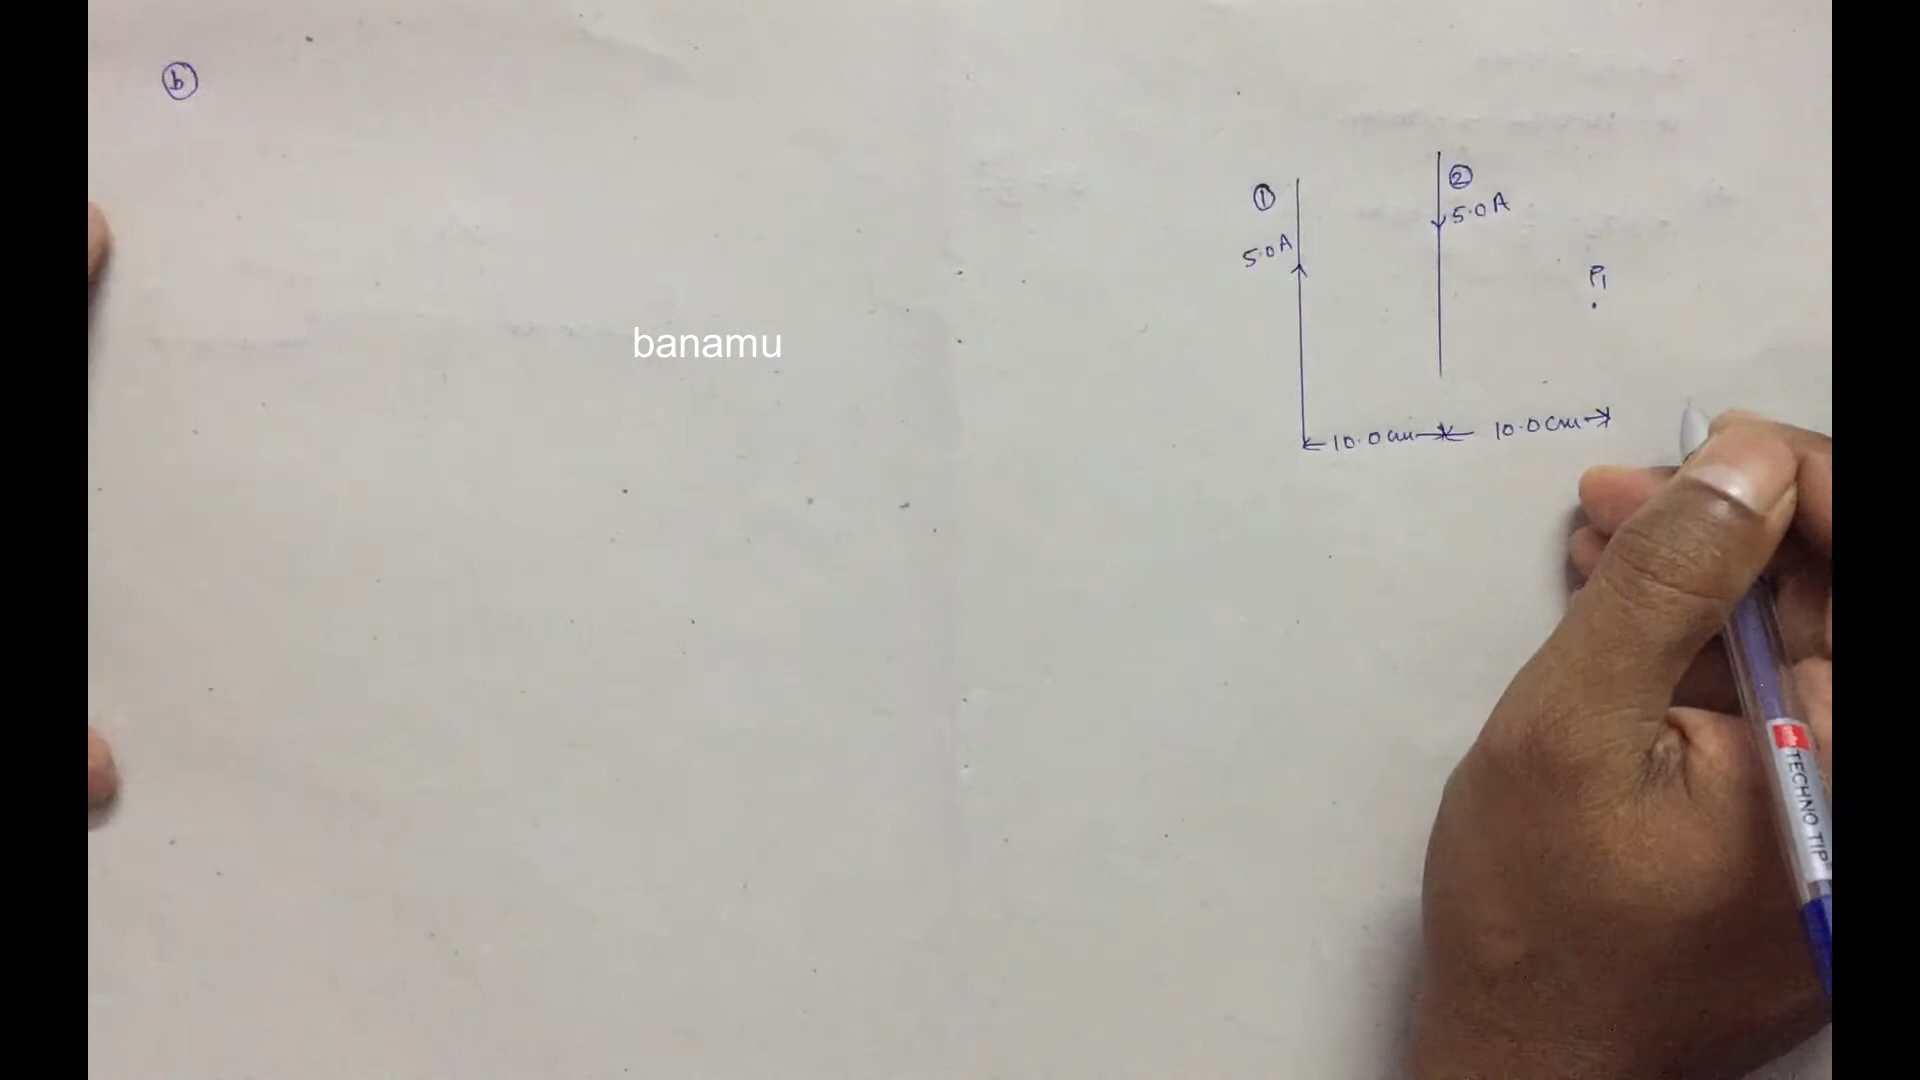 b
②
①
5.0A
5.0A
P1
banamu
10.0cm 10.0cm
TECHNO TIP